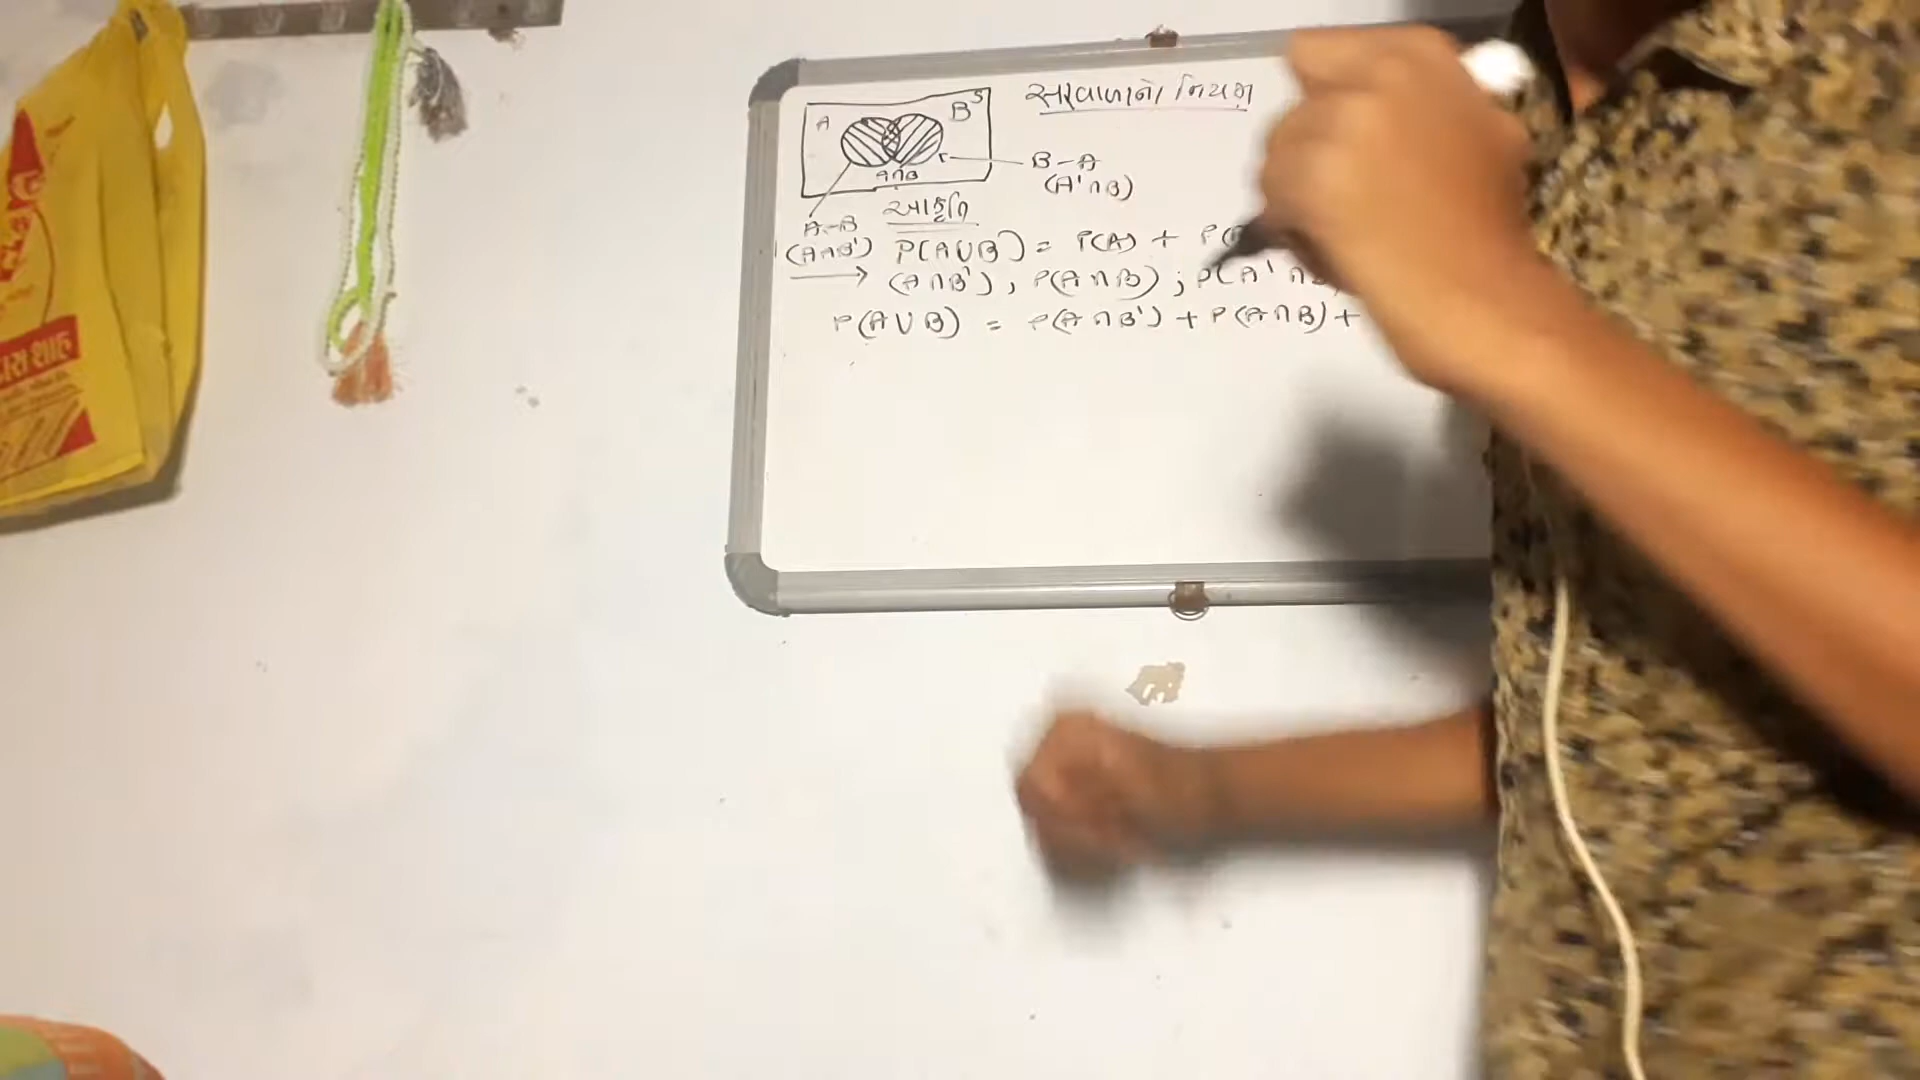 સરવાળાનો નિયમ
A B S
A∩B
B-A
(A'∩B)
આકૃતિ
A-B
(A∩B')
P(A∪B) = P(A) + P(
(A∩B'), P(A∩B); P(A'∩
P(A∪B) = P(A∩B') + P(A∩B) +
શાહ